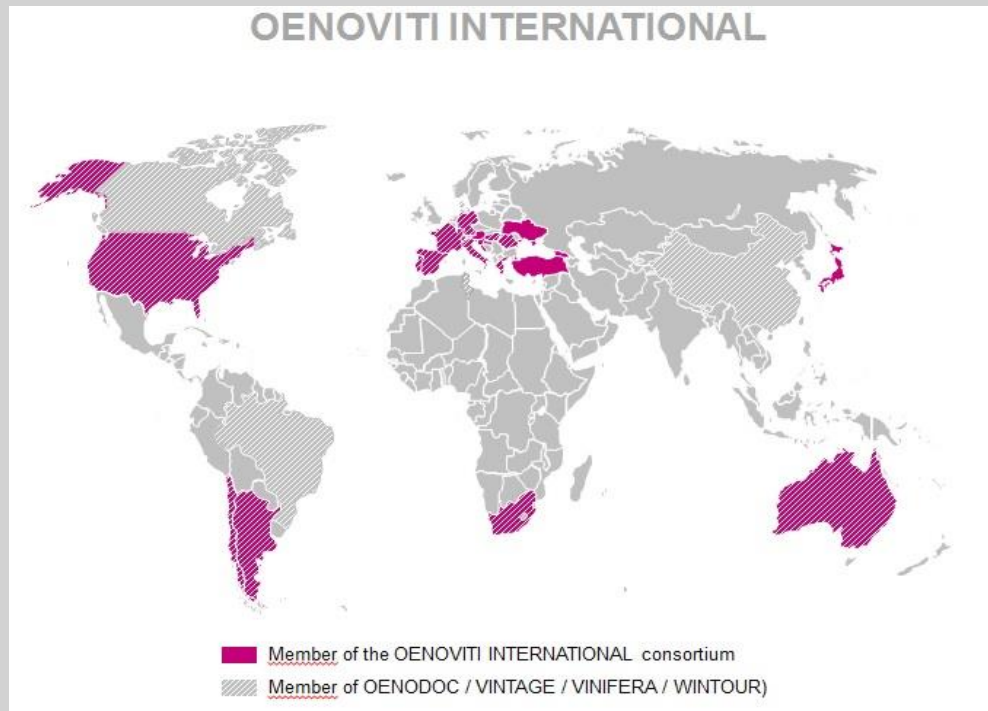 OENOVITI INTERNATIONAL
Member of the OENOVITI INTERNATIONAL consortium
Member of OENODOC / VINTAGE / VINIFERA / WINTOUR)